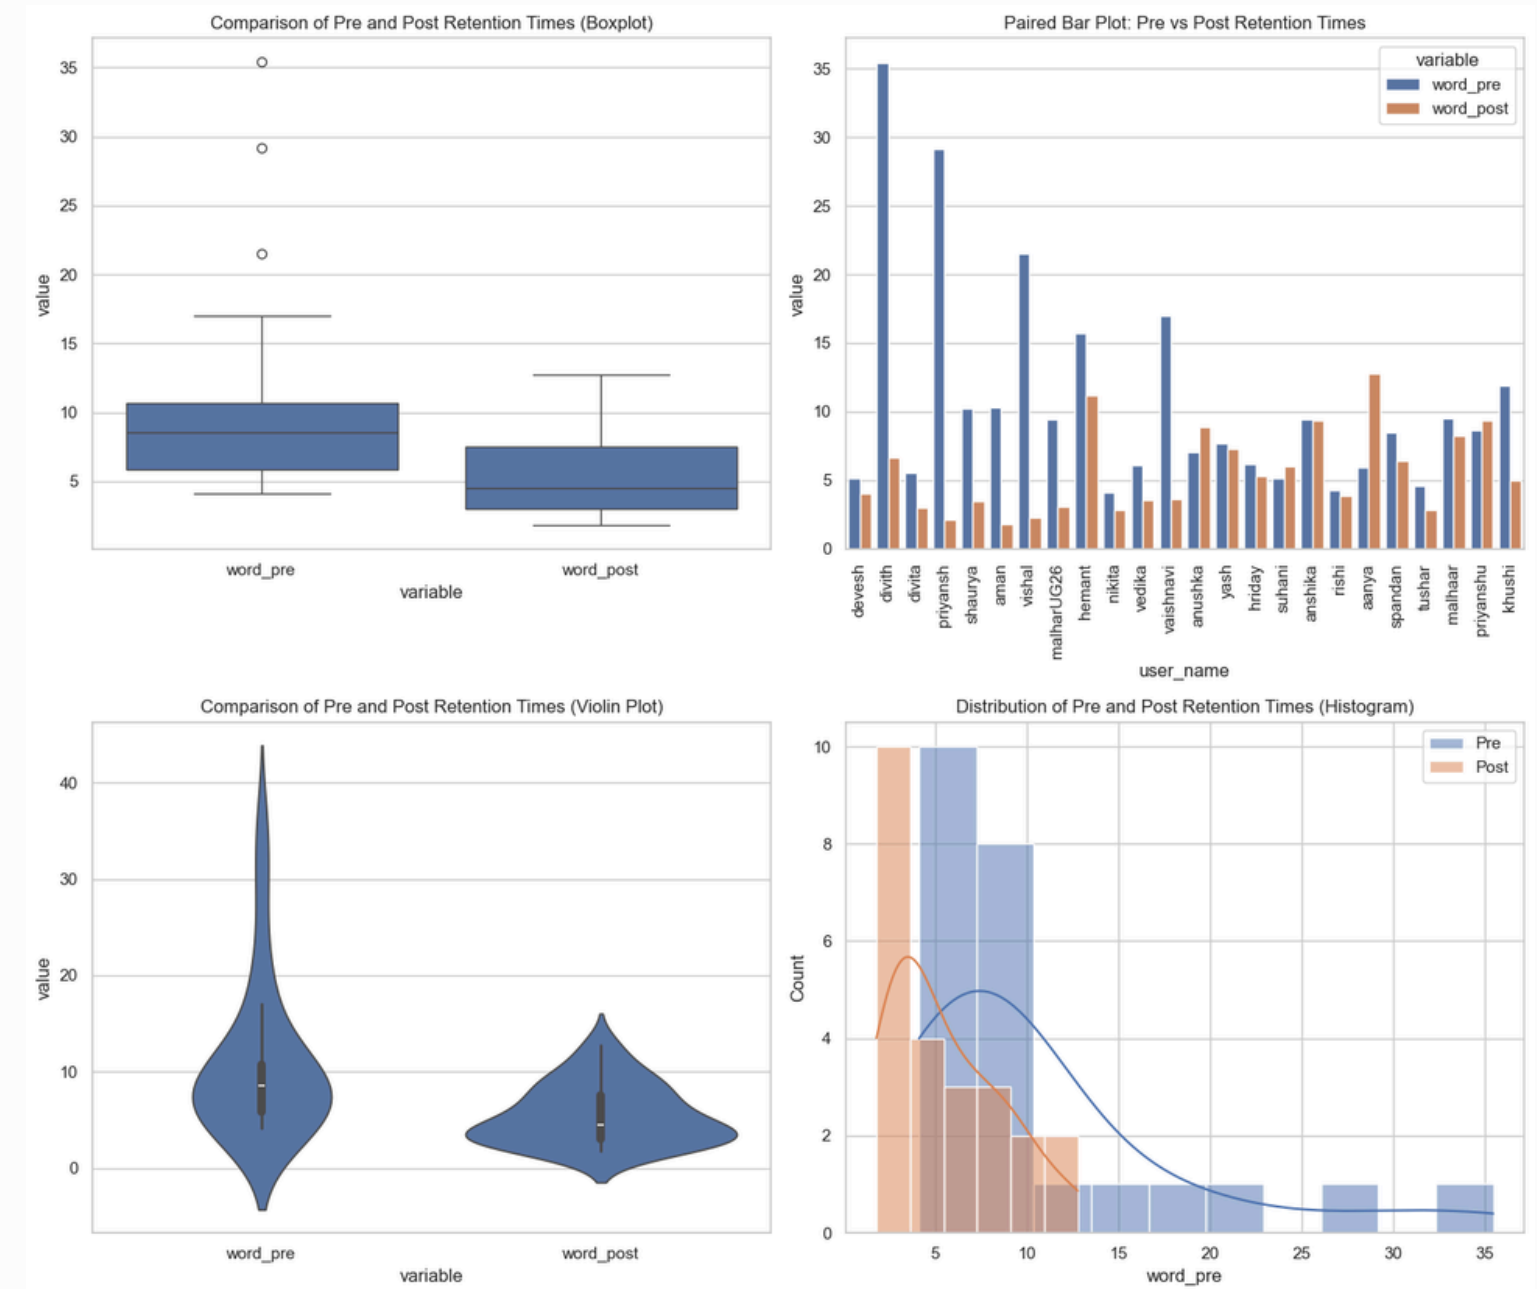 Comparison of Pre and Post Retention Times (Boxplot)
35
30
25
20
15
10
5
value
word_pre
word_post
variable
Paired Bar Plot: Pre vs Post Retention Times
variable
word_pre
word_post
35
30
25
20
15
10
5
0
value
devesh
divith
divita
priyansh
shaurya
aman
vishal
malharUG26
hemant
nikita
vedika
vaishnavi
anushka
yash
hriday
suhani
anshika
rishi
aanya
spandan
tushar
malhaar
priyanshu
khushi
user_name
Comparison of Pre and Post Retention Times (Violin Plot)
40
30
20
10
0
value
word_pre
word_post
variable
Distribution of Pre and Post Retention Times (Histogram)
Pre
Post
10
8
6
4
2
0
Count
5
10
15
20
25
30
35
word_pre